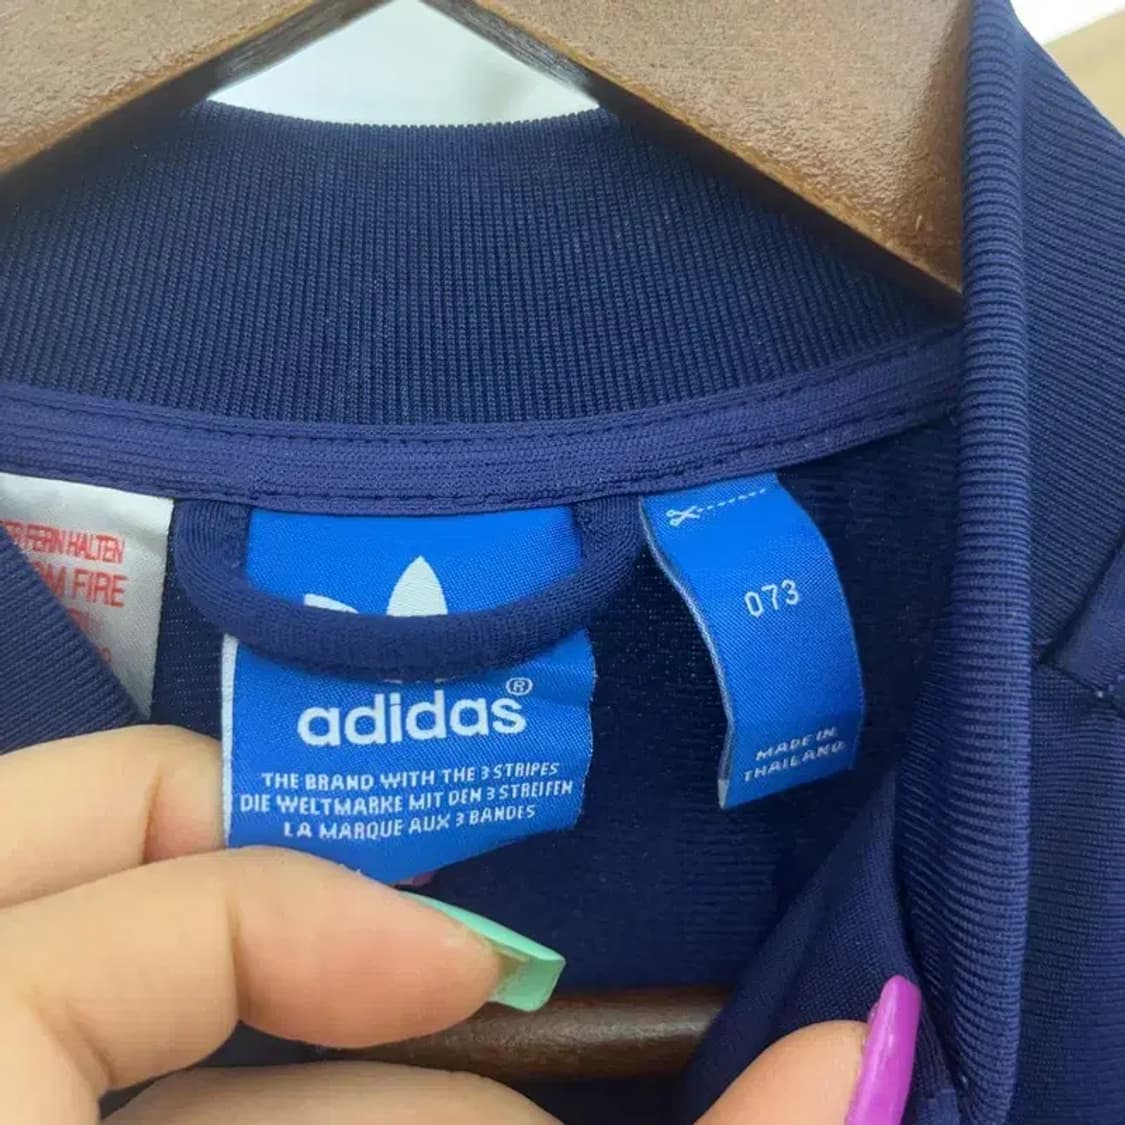 FERN HALTEN
FIRE
adidas®
THE BRAND WITH THE 3 STRIPES
DIE WELTMARKE MIT DEN 3 STREIFEN
LA MARQUE AUX 3 BANDES
073
MADE IN
THAILAND